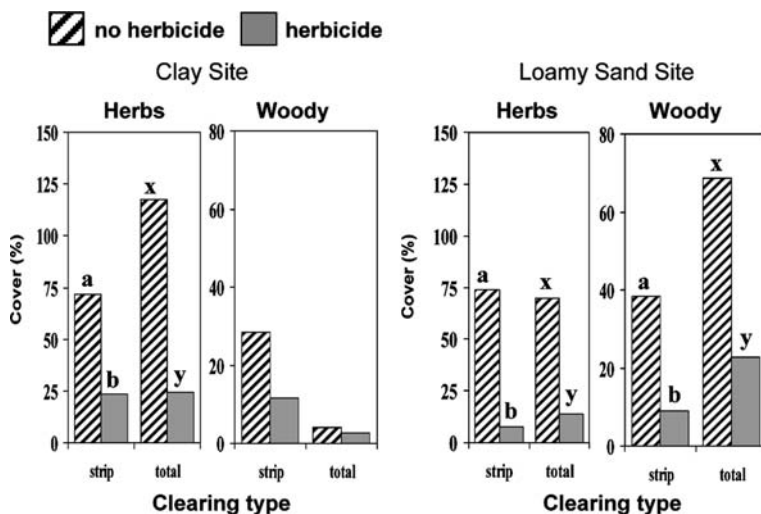 no herbicide herbicide
Clay Site
Loamy Sand Site
Herbs Woody
Herbs Woody
Cover (%)
150
125
100
75
50
25
0
a
b
x
y
strip total
80
60
40
20
0
strip total
Clearing type
Cover (%)
150
125
100
75
50
25
0
a
b
x
y
strip total
80
60
40
20
0
a
b
x
y
strip total
Clearing type